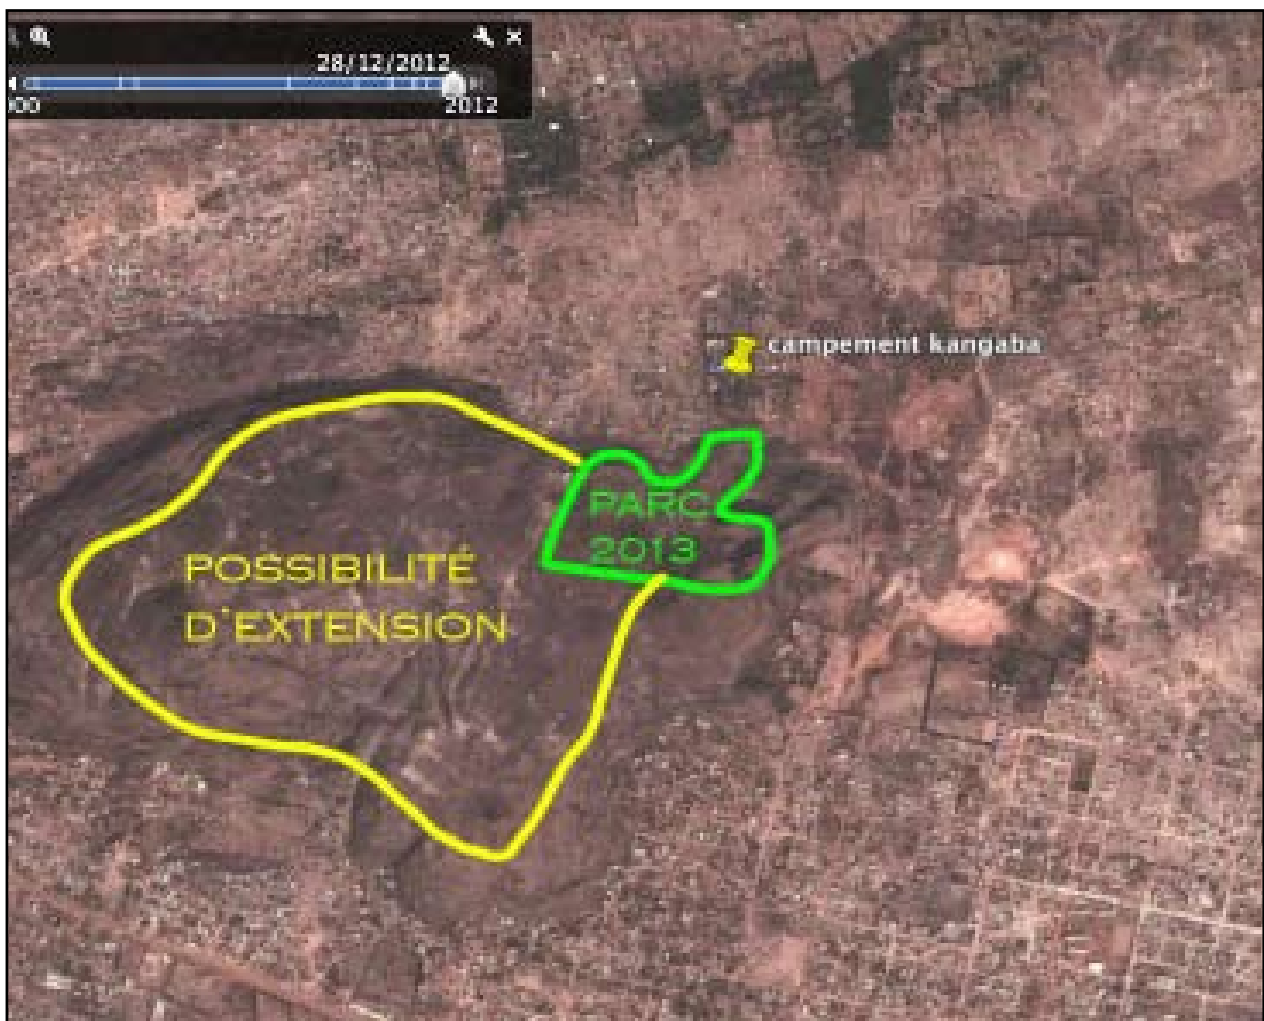 28/12/2012
2012
campement kangaba
PARC
2013
POSSIBILITÉ
D'EXTENSION